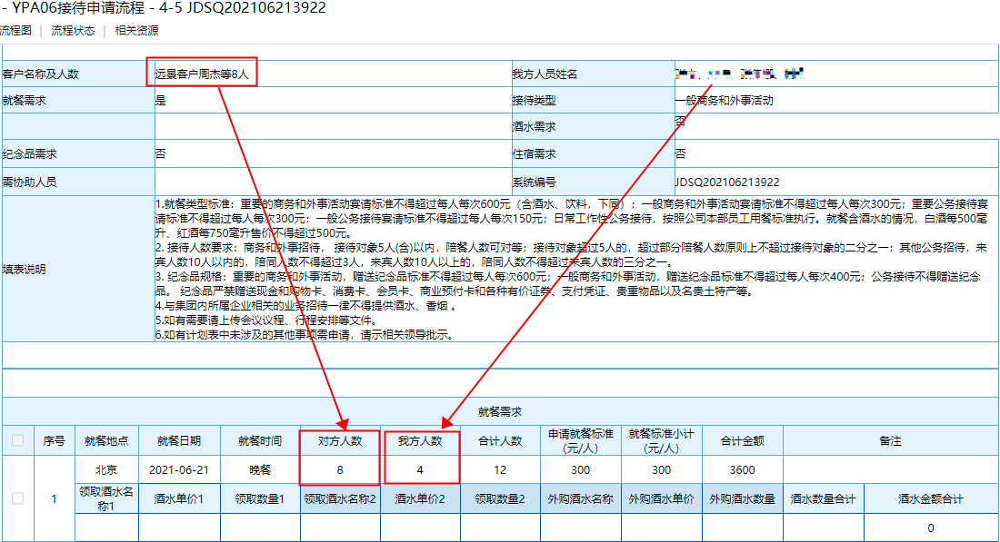 - YPA06接待申请流程 - 4-5 JDSQ202106213922
流程图 | 流程状态 | 相关资源
客户名称及人数 远景客户周杰等8人 我方人员姓名
就餐需求 是 接待类型 一般商务和外事活动
酒水需求 否
纪念品需求 否 住宿需求 否
需协助人员 系统编号 JDSQ202106213922
填表说明
1.就餐类型标准：重要的商务和外事活动宴请标准不得超过每人每次600元（含酒水、饮料，下同）；一般商务和外事活动宴请标准不得超过每人每次300元；重要公务接待宴
请标准不得超过每人每次300元；一般公务接待宴请标准不得超过每人每次150元；日常工作性公务接待，按照公司本部员工用餐标准执行。就餐含酒水的情况，白酒每500毫
升、红酒每750毫升售价不得超过500元。
2. 接待人数要求：商务和外事招待， 接待对象5人(含)以内，陪餐人数可对等；接待对象超过5人的，超过部分陪餐人数原则上不超过接待对象的二分之一；其他公务招待，来
宾人数10人以内的，陪同人数不得超过3人，来宾人数10人以上的，陪同人数不得超过来宾人数的三分之一。
3. 纪念品规格：重要的商务和外事活动，赠送纪念品标准不得超过每人每次600元；一般商务和外事活动，赠送纪念品标准不得超过每人每次400元；公务接待不得赠送纪念
品。 纪念品严禁赠送现金和购物卡、消费卡、会员卡、商业预付卡和各种有价证券、支付凭证、贵重物品以及名贵土特产等。
4.与集团内所属企业相关的业务招待一律不得提供酒水、香烟 。
5.如有需要请上传会议议程、行程安排等文件。
6.如有计划表中未涉及的其他事项需申请，请示相关领导批示。
就餐需求
序号 就餐地点 就餐日期 就餐时间 对方人数 我方人数 合计人数 申请就餐标准（元/人） 就餐标准小计（元/人） 合计金额 备注
1 北京 2021-06-21 晚餐 8 4 12 300 300 3600
领取酒水名称1 酒水单价1 领取数量1 领取酒水名称2 酒水单价2 领取数量2 外购酒水名称 外购酒水单价 外购酒水数量 酒水数量合计 酒水金额合计
0